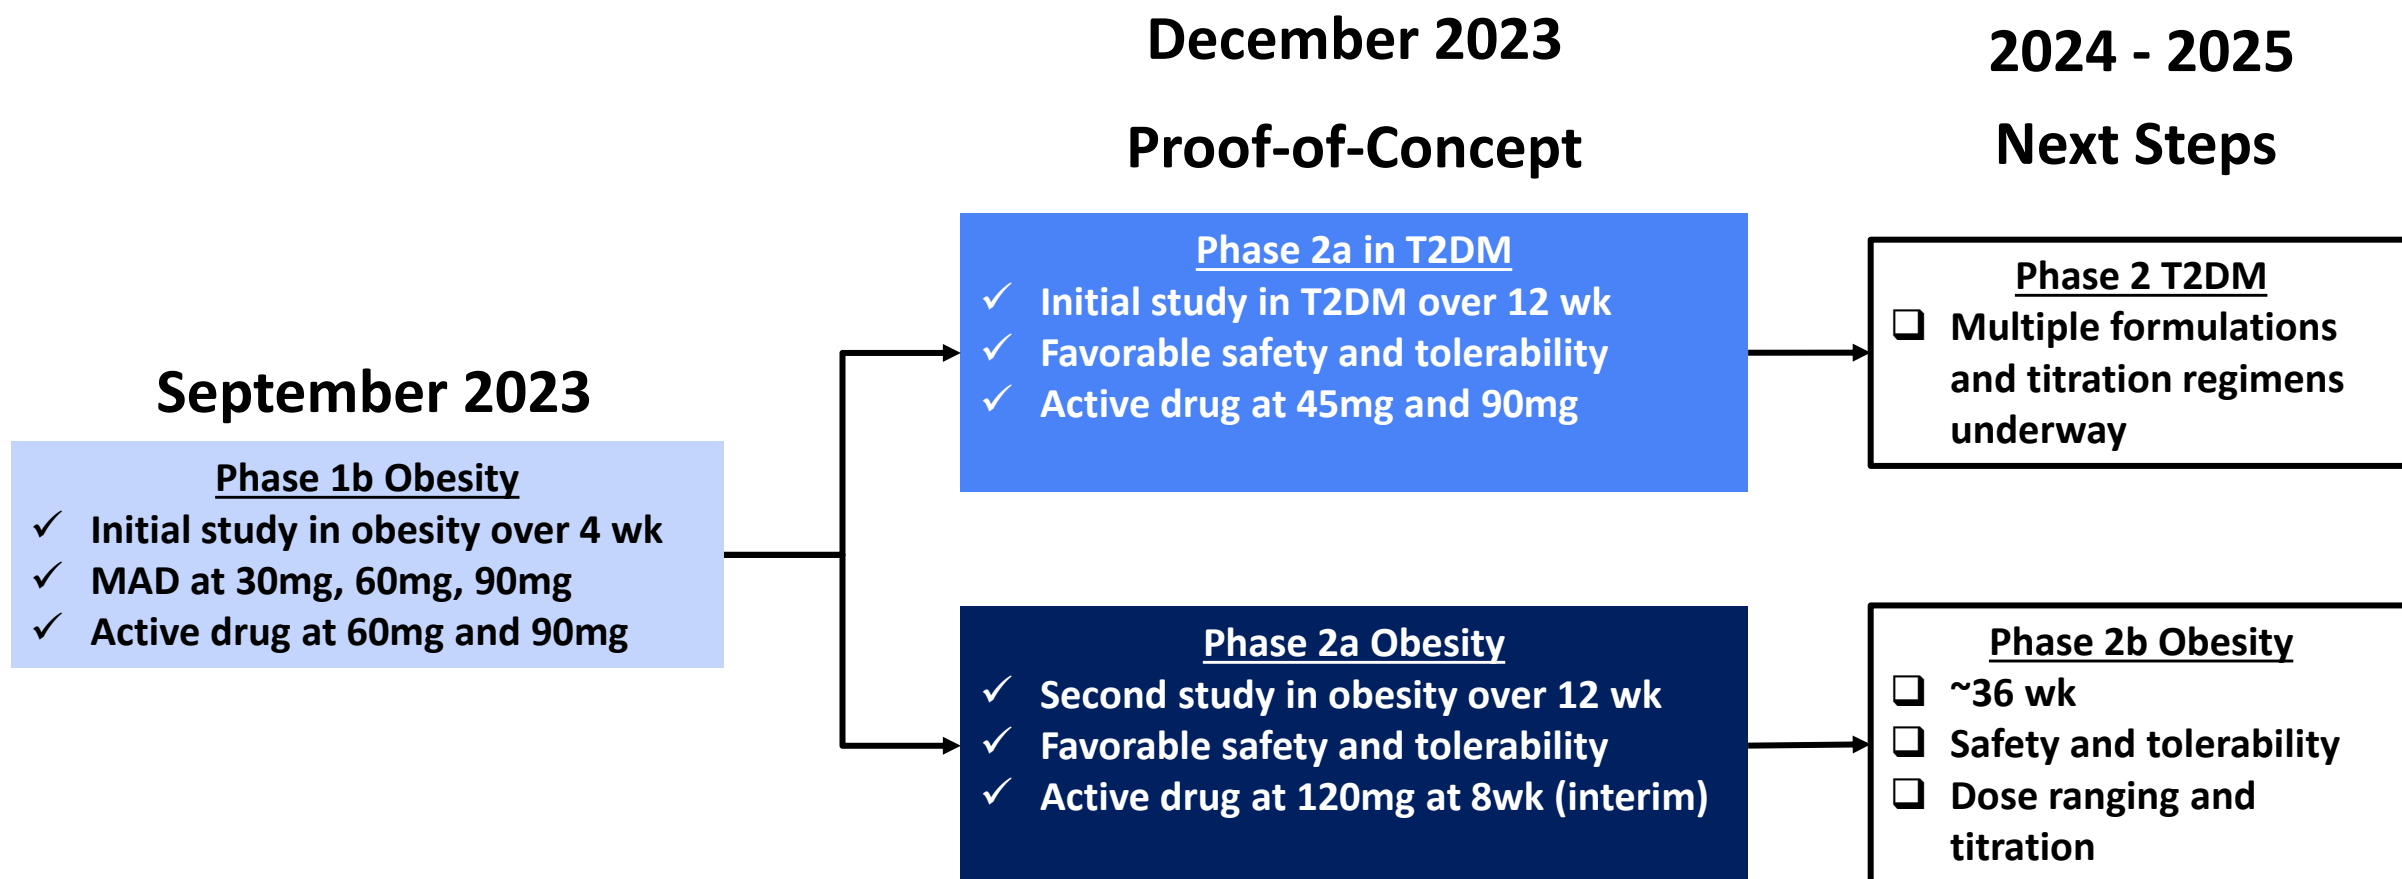 September 2023
Phase 1b Obesity
✓ Initial study in obesity over 4 wk
✓ MAD at 30mg, 60mg, 90mg
✓ Active drug at 60mg and 90mg
December 2023
Proof-of-Concept
Phase 2a in T2DM
✓ Initial study in T2DM over 12 wk
✓ Favorable safety and tolerability
✓ Active drug at 45mg and 90mg
Phase 2a Obesity
✓ Second study in obesity over 12 wk
✓ Favorable safety and tolerability
✓ Active drug at 120mg at 8wk (interim)
2024 - 2025
Next Steps
Phase 2 T2DM
❑ Multiple formulations
and titration regimens
underway
Phase 2b Obesity
❑ ~36 wk
❑ Safety and tolerability
❑ Dose ranging and
titration